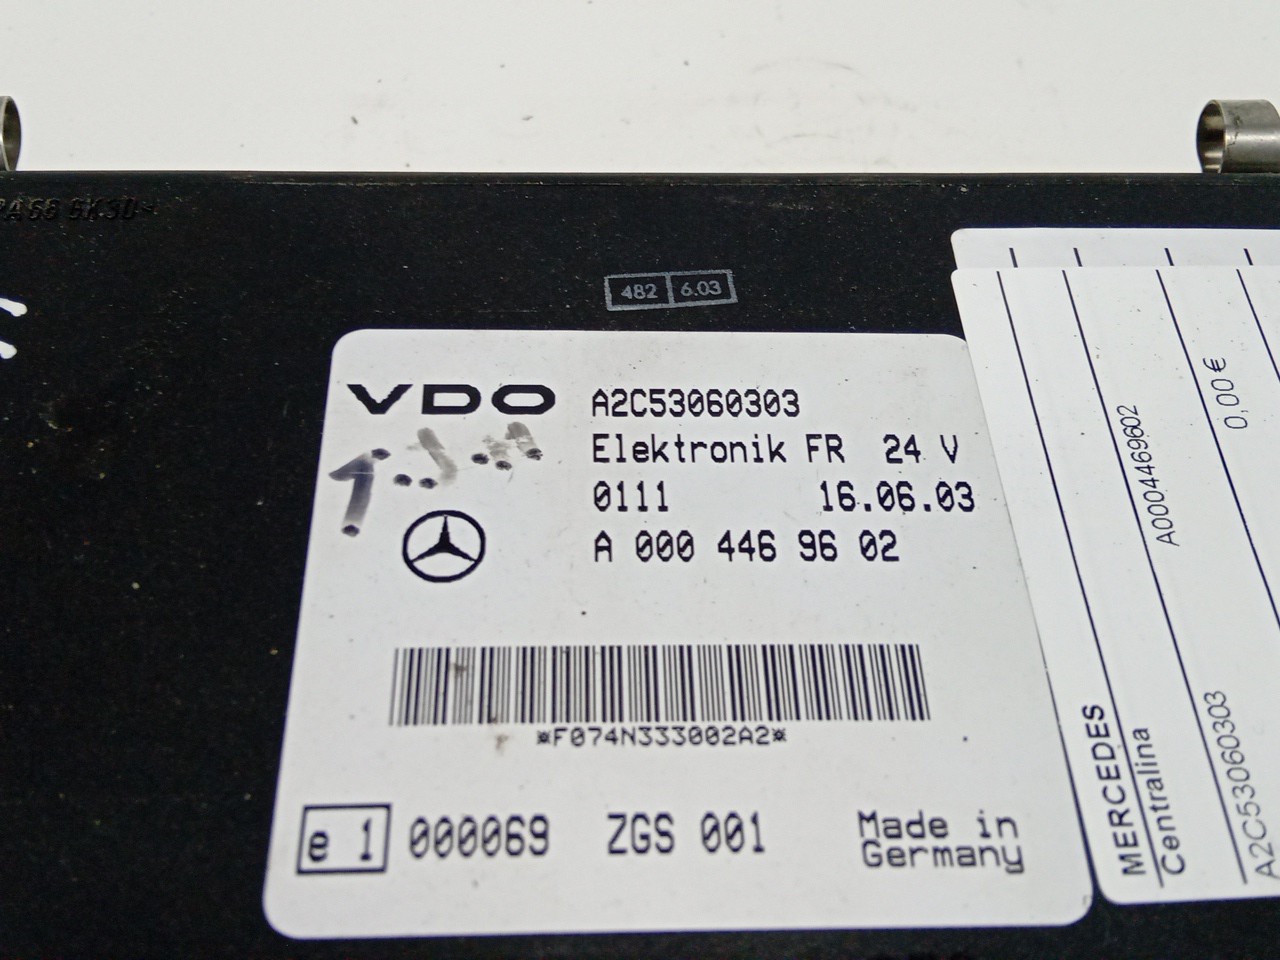 482 6.03
VDO A2C53060303
Elektronik FR 24 V
0111 16.06.03
A 000 446 96 02
*F074N333002A2*
e1 000069 ZGS 001 Made in
Germany
MERCEDES
Centralina A0004469602
A2C53060303 0,00€